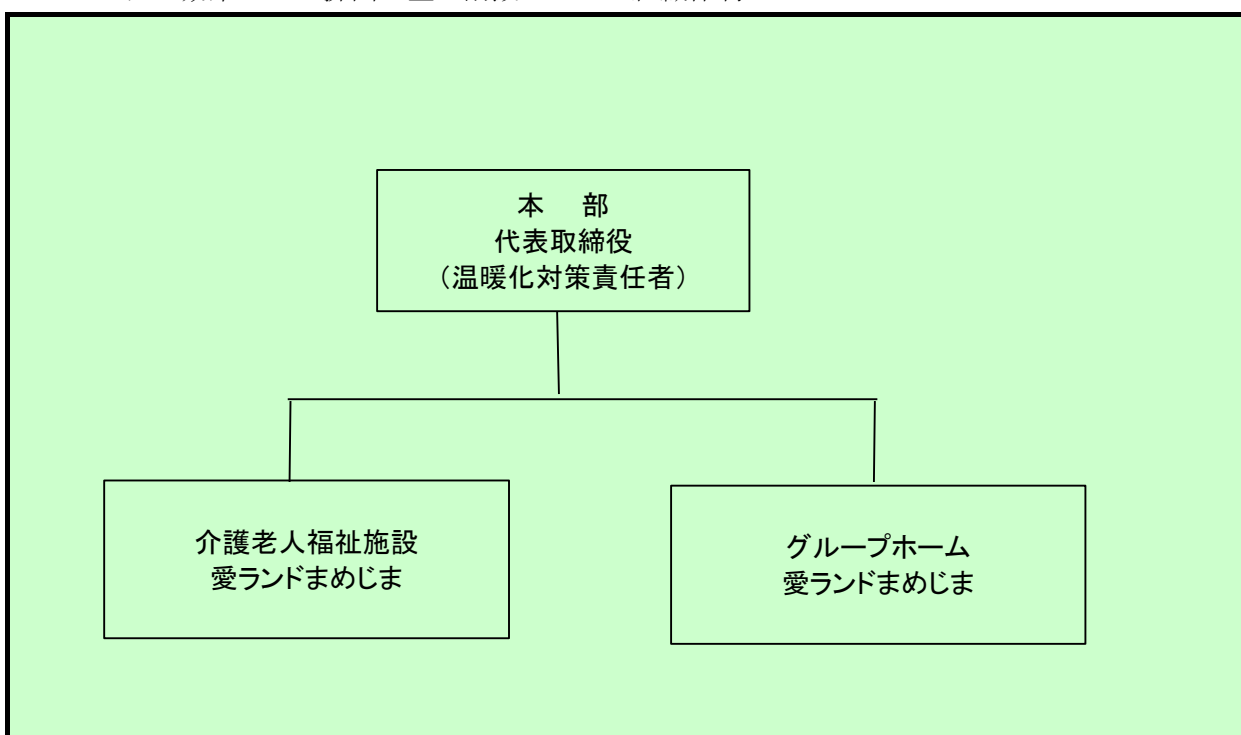 本　部
代表取締役
（温暖化対策責任者）
介護老人福祉施設
愛ランドまめじま
グループホーム
愛ランドまめじま